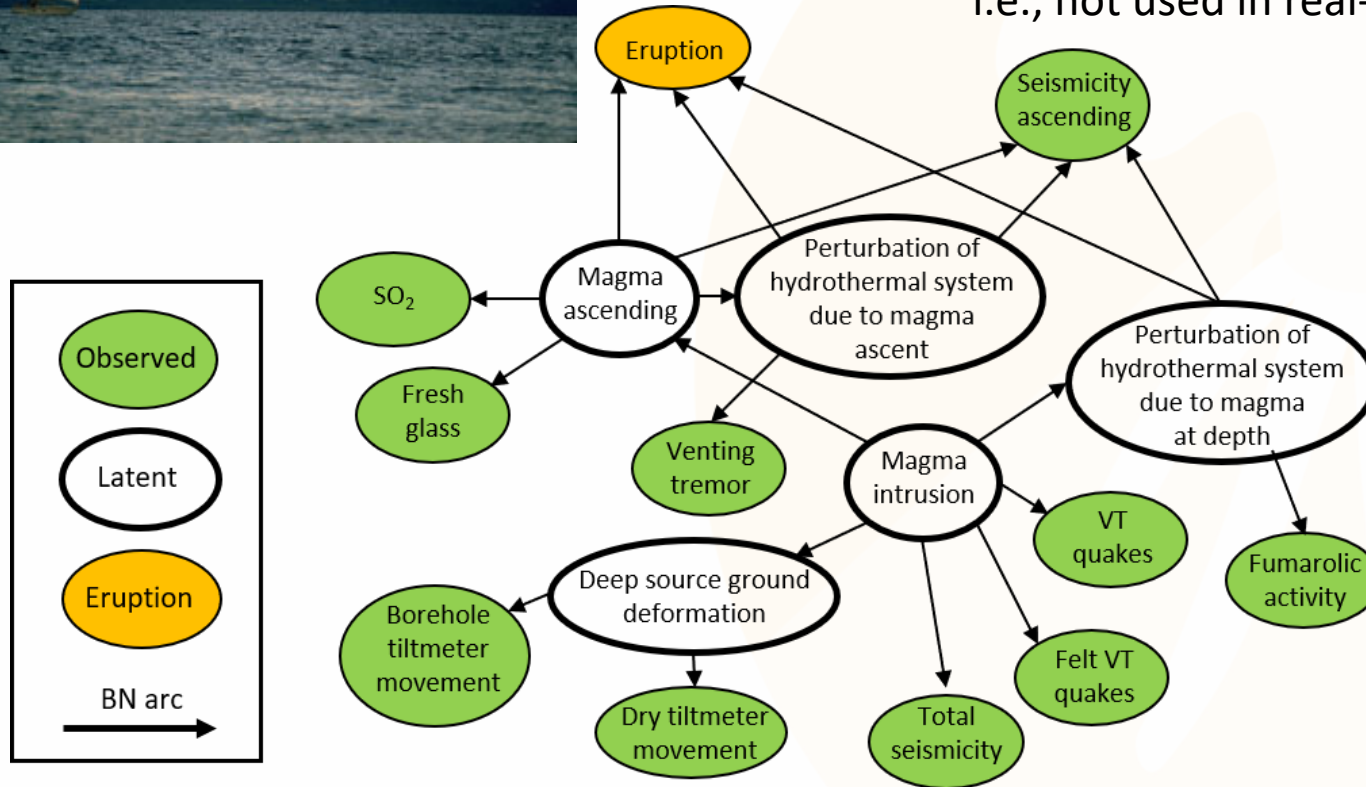 i.e., not used in real-
Eruption
Seismicity
ascending
Magma
ascending
Perturbation of
hydrothermal system
due to magma
ascent
SO₂
Perturbation of
hydrothermal system
due to magma
at depth
Observed
Fresh
glass
Venting
tremor
Magma
intrusion
Latent
VT
quakes
Deep source ground
deformation
Fumarolic
activity
Eruption
Borehole
tiltmeter
movement
Felt VT
quakes
BN arc
Dry tiltmeter
movement
Total
seismicity